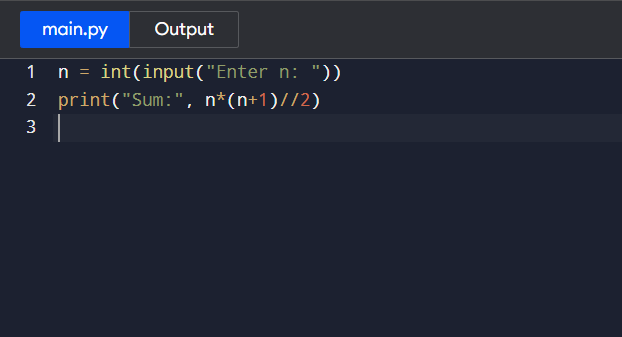 main.py Output
1 n = int(input("Enter n: "))
2 print("Sum:", n*(n+1)//2)
3